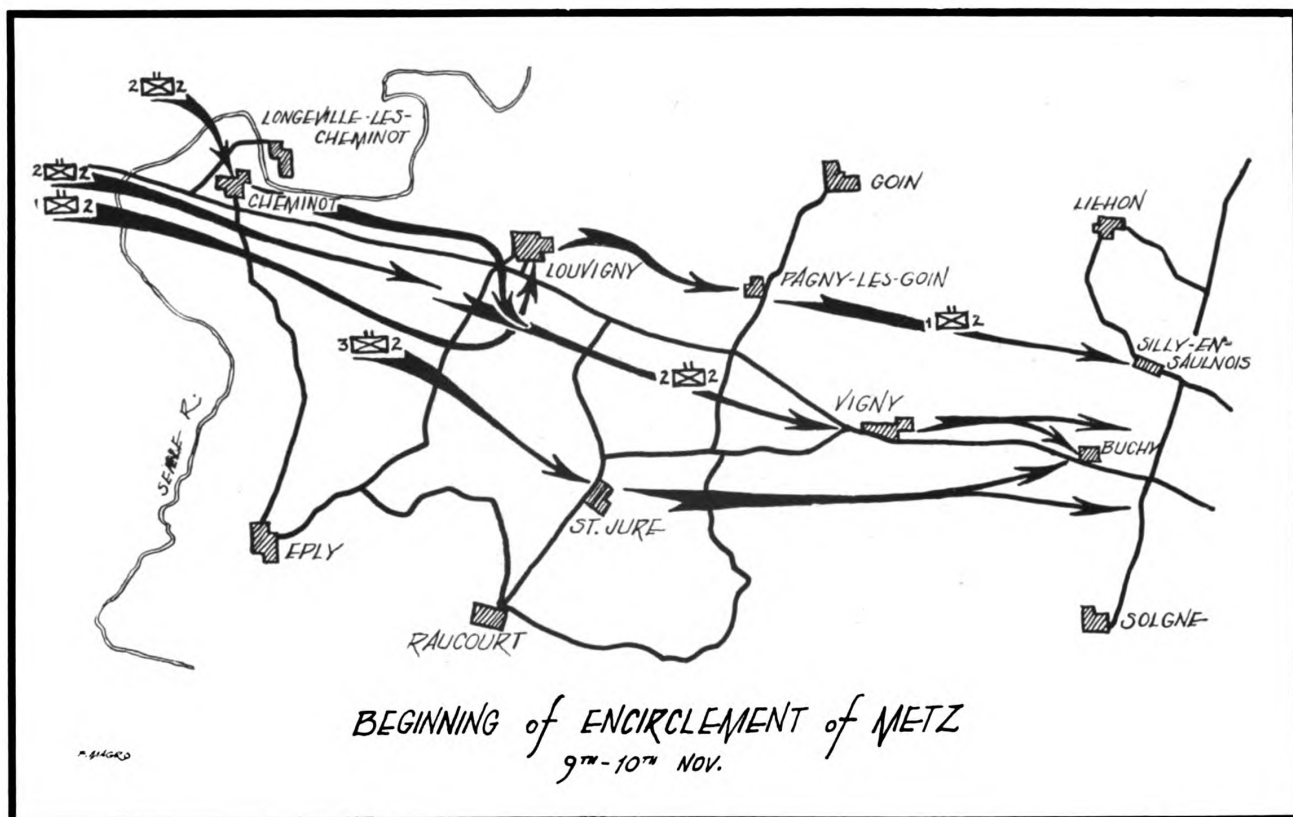 2 2
LONGEVILLE-LES-
CHEMINOT
2 2
CHEMINOT
1 2
GOIN
LIEHON
LOUVIGNY
PAGNY-LES-GOIN
1 2
SILLY-EN-
SAULNOIS
3 2
2 2
VIGNY
BUCHY
SEILLE R.
ST. JURE
EPLY
RAUCOURT
SOLGNE
BEGINNING of ENCIRCLEMENT of METZ
9TH-10TH NOV.